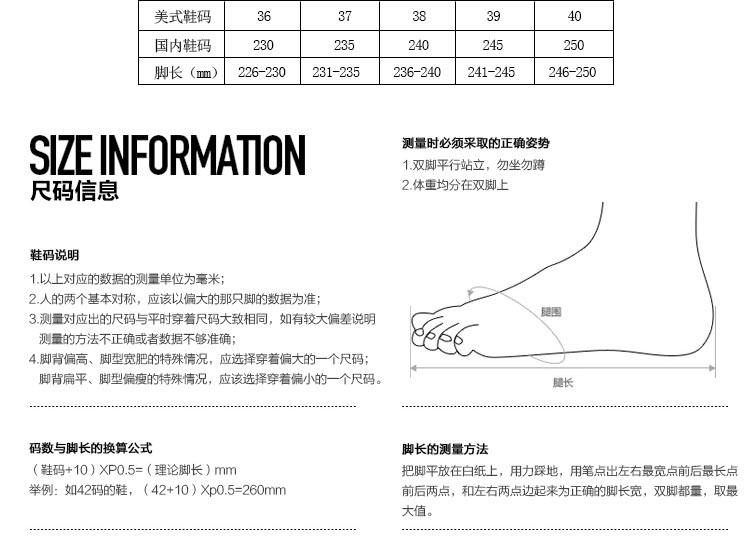 美式鞋码 36 37 38 39 40
国内鞋码 230 235 240 245 250
脚长（mm） 226-230 231-235 236-240 241-245 246-250
SIZE INFORMATION
尺码信息
鞋码说明
1.以上对应的数据的测量单位为毫米；
2.人的两个基本对称，应该以偏大的那只脚的数据为准；
3.测量对应出的尺码与平时穿着尺码大致相同，如有较大偏差说明
测量的方法不正确或者数据不够准确；
4.脚背偏高、脚型宽肥的特殊情况，应选择穿着偏大的一个尺码；
脚背扁平、脚型偏瘦的特殊情况，应该选择穿着偏小的一个尺码。
码数与脚长的换算公式
（鞋码+10）XP0.5=（理论脚长）mm
举例：如42码的鞋，（42+10）Xp0.5=260mm
测量时必须采取的正确姿势
1.双脚平行站立，勿坐勿蹲
2.体重均分在双脚上
腿围
腿长
脚长的测量方法
把脚平放在白纸上，用力踩地，用笔点出左右最宽点前后最长点
前后两点，和左右两点边起来为正确的脚长宽，双脚都量，取最
大值。